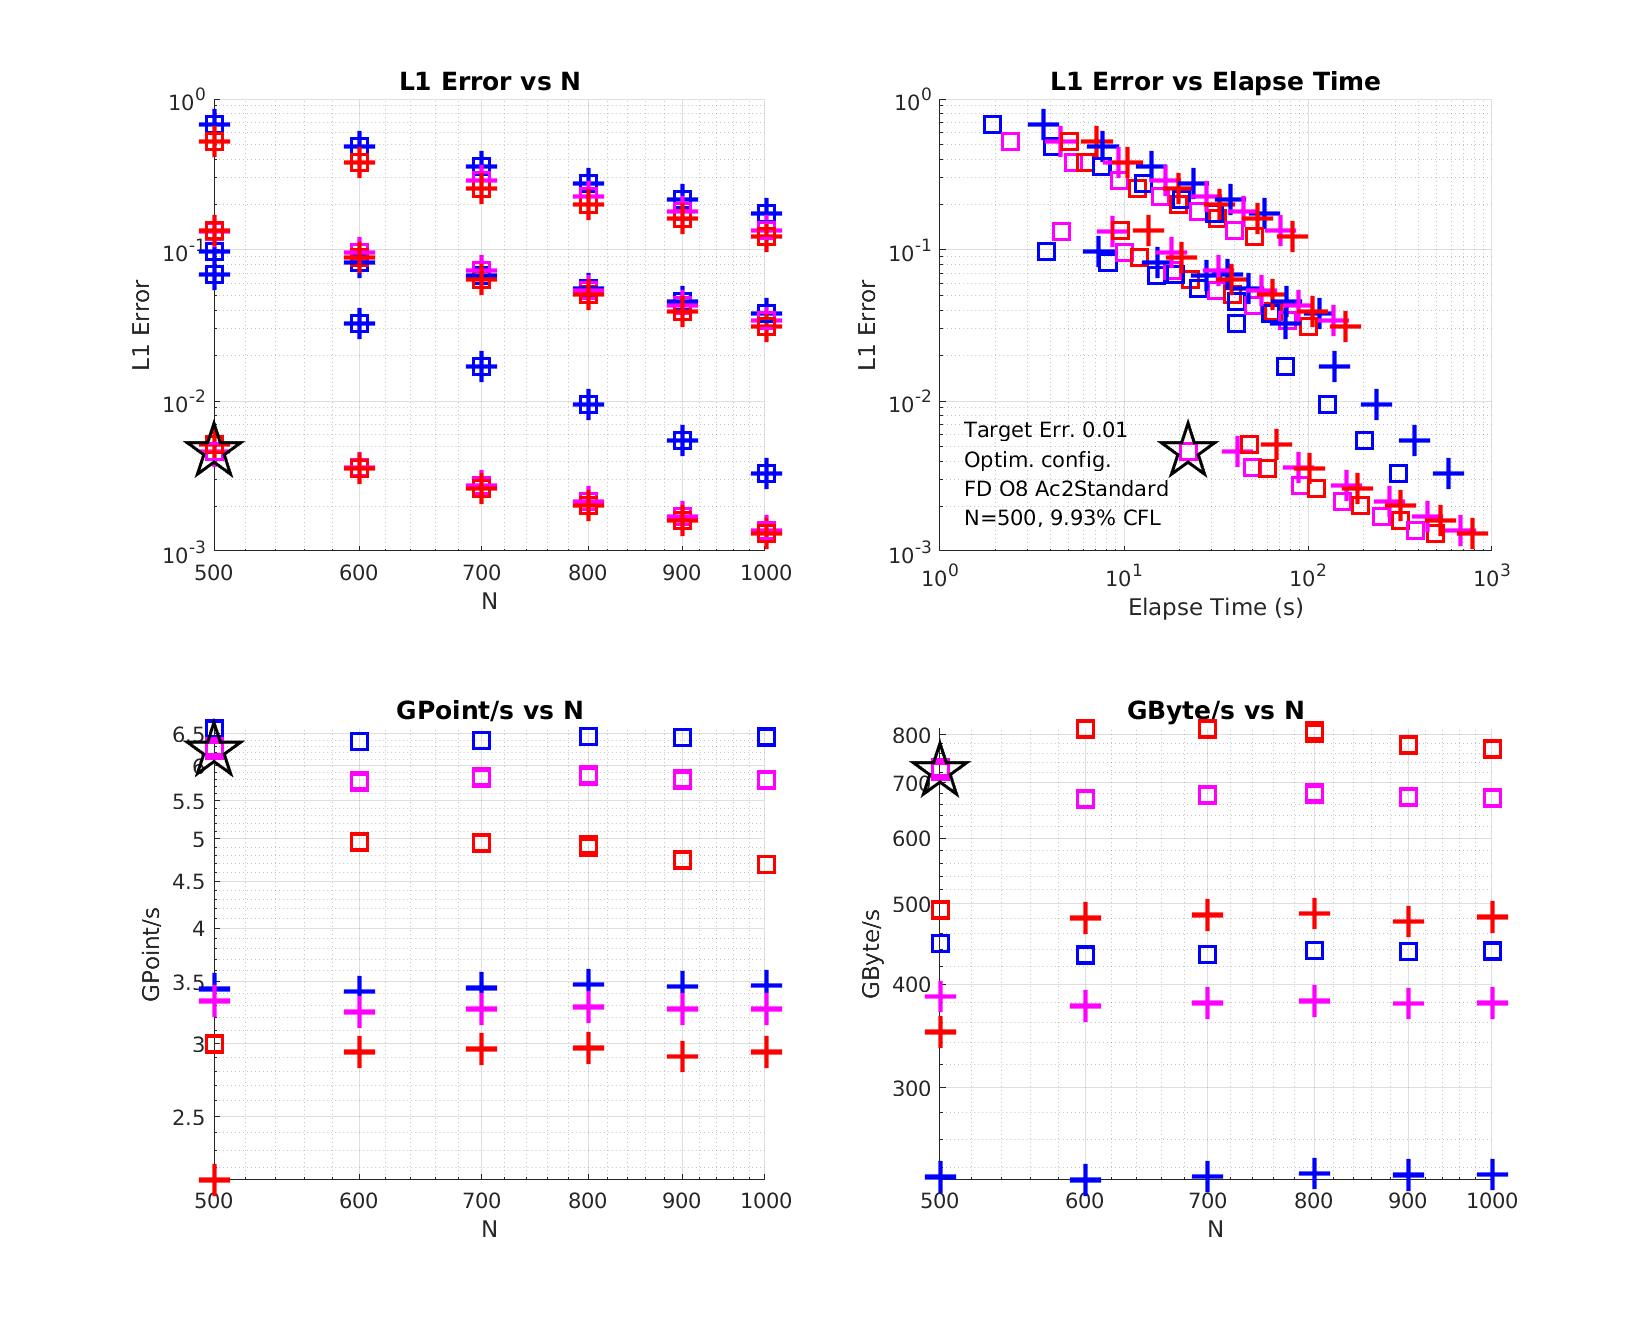 L1 Error vs N
10^0
10^-1
10^-2
10^-3
L1 Error
500 600 700 800 900 1000
N
L1 Error vs Elapse Time
10^0
10^-1
10^-2
10^-3
L1 Error
Target Err. 0.01
Optim. config.
FD O8 Ac2Standard
N=500, 9.93% CFL
10^0 10^1 10^2 10^3
Elapse Time (s)
GPoint/s vs N
6.5
6
5.5
5
4.5
4
3.5
3
2.5
GPoint/s
500 600 700 800 900 1000
N
GByte/s vs N
800
700
600
500
400
300
GByte/s
500 600 700 800 900 1000
N